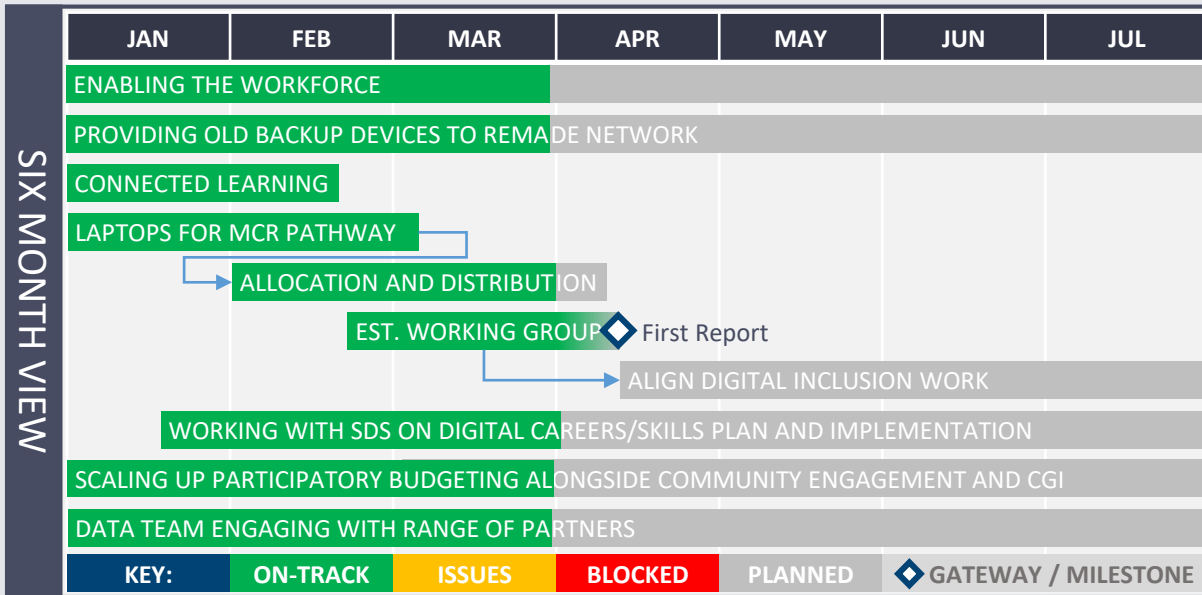 SIX MONTH VIEW
JAN FEB MAR APR MAY JUN JUL
ENABLING THE WORKFORCE
PROVIDING OLD BACKUP DEVICES TO REMADE NETWORK
CONNECTED LEARNING
LAPTOPS FOR MCR PATHWAY
ALLOCATION AND DISTRIBUTION
EST. WORKING GROUP First Report
ALIGN DIGITAL INCLUSION WORK
WORKING WITH SDS ON DIGITAL CAREERS/SKILLS PLAN AND IMPLEMENTATION
SCALING UP PARTICIPATORY BUDGETING ALONGSIDE COMMUNITY ENGAGEMENT AND CGI
DATA TEAM ENGAGING WITH RANGE OF PARTNERS
KEY: ON-TRACK ISSUES BLOCKED PLANNED GATEWAY / MILESTONE